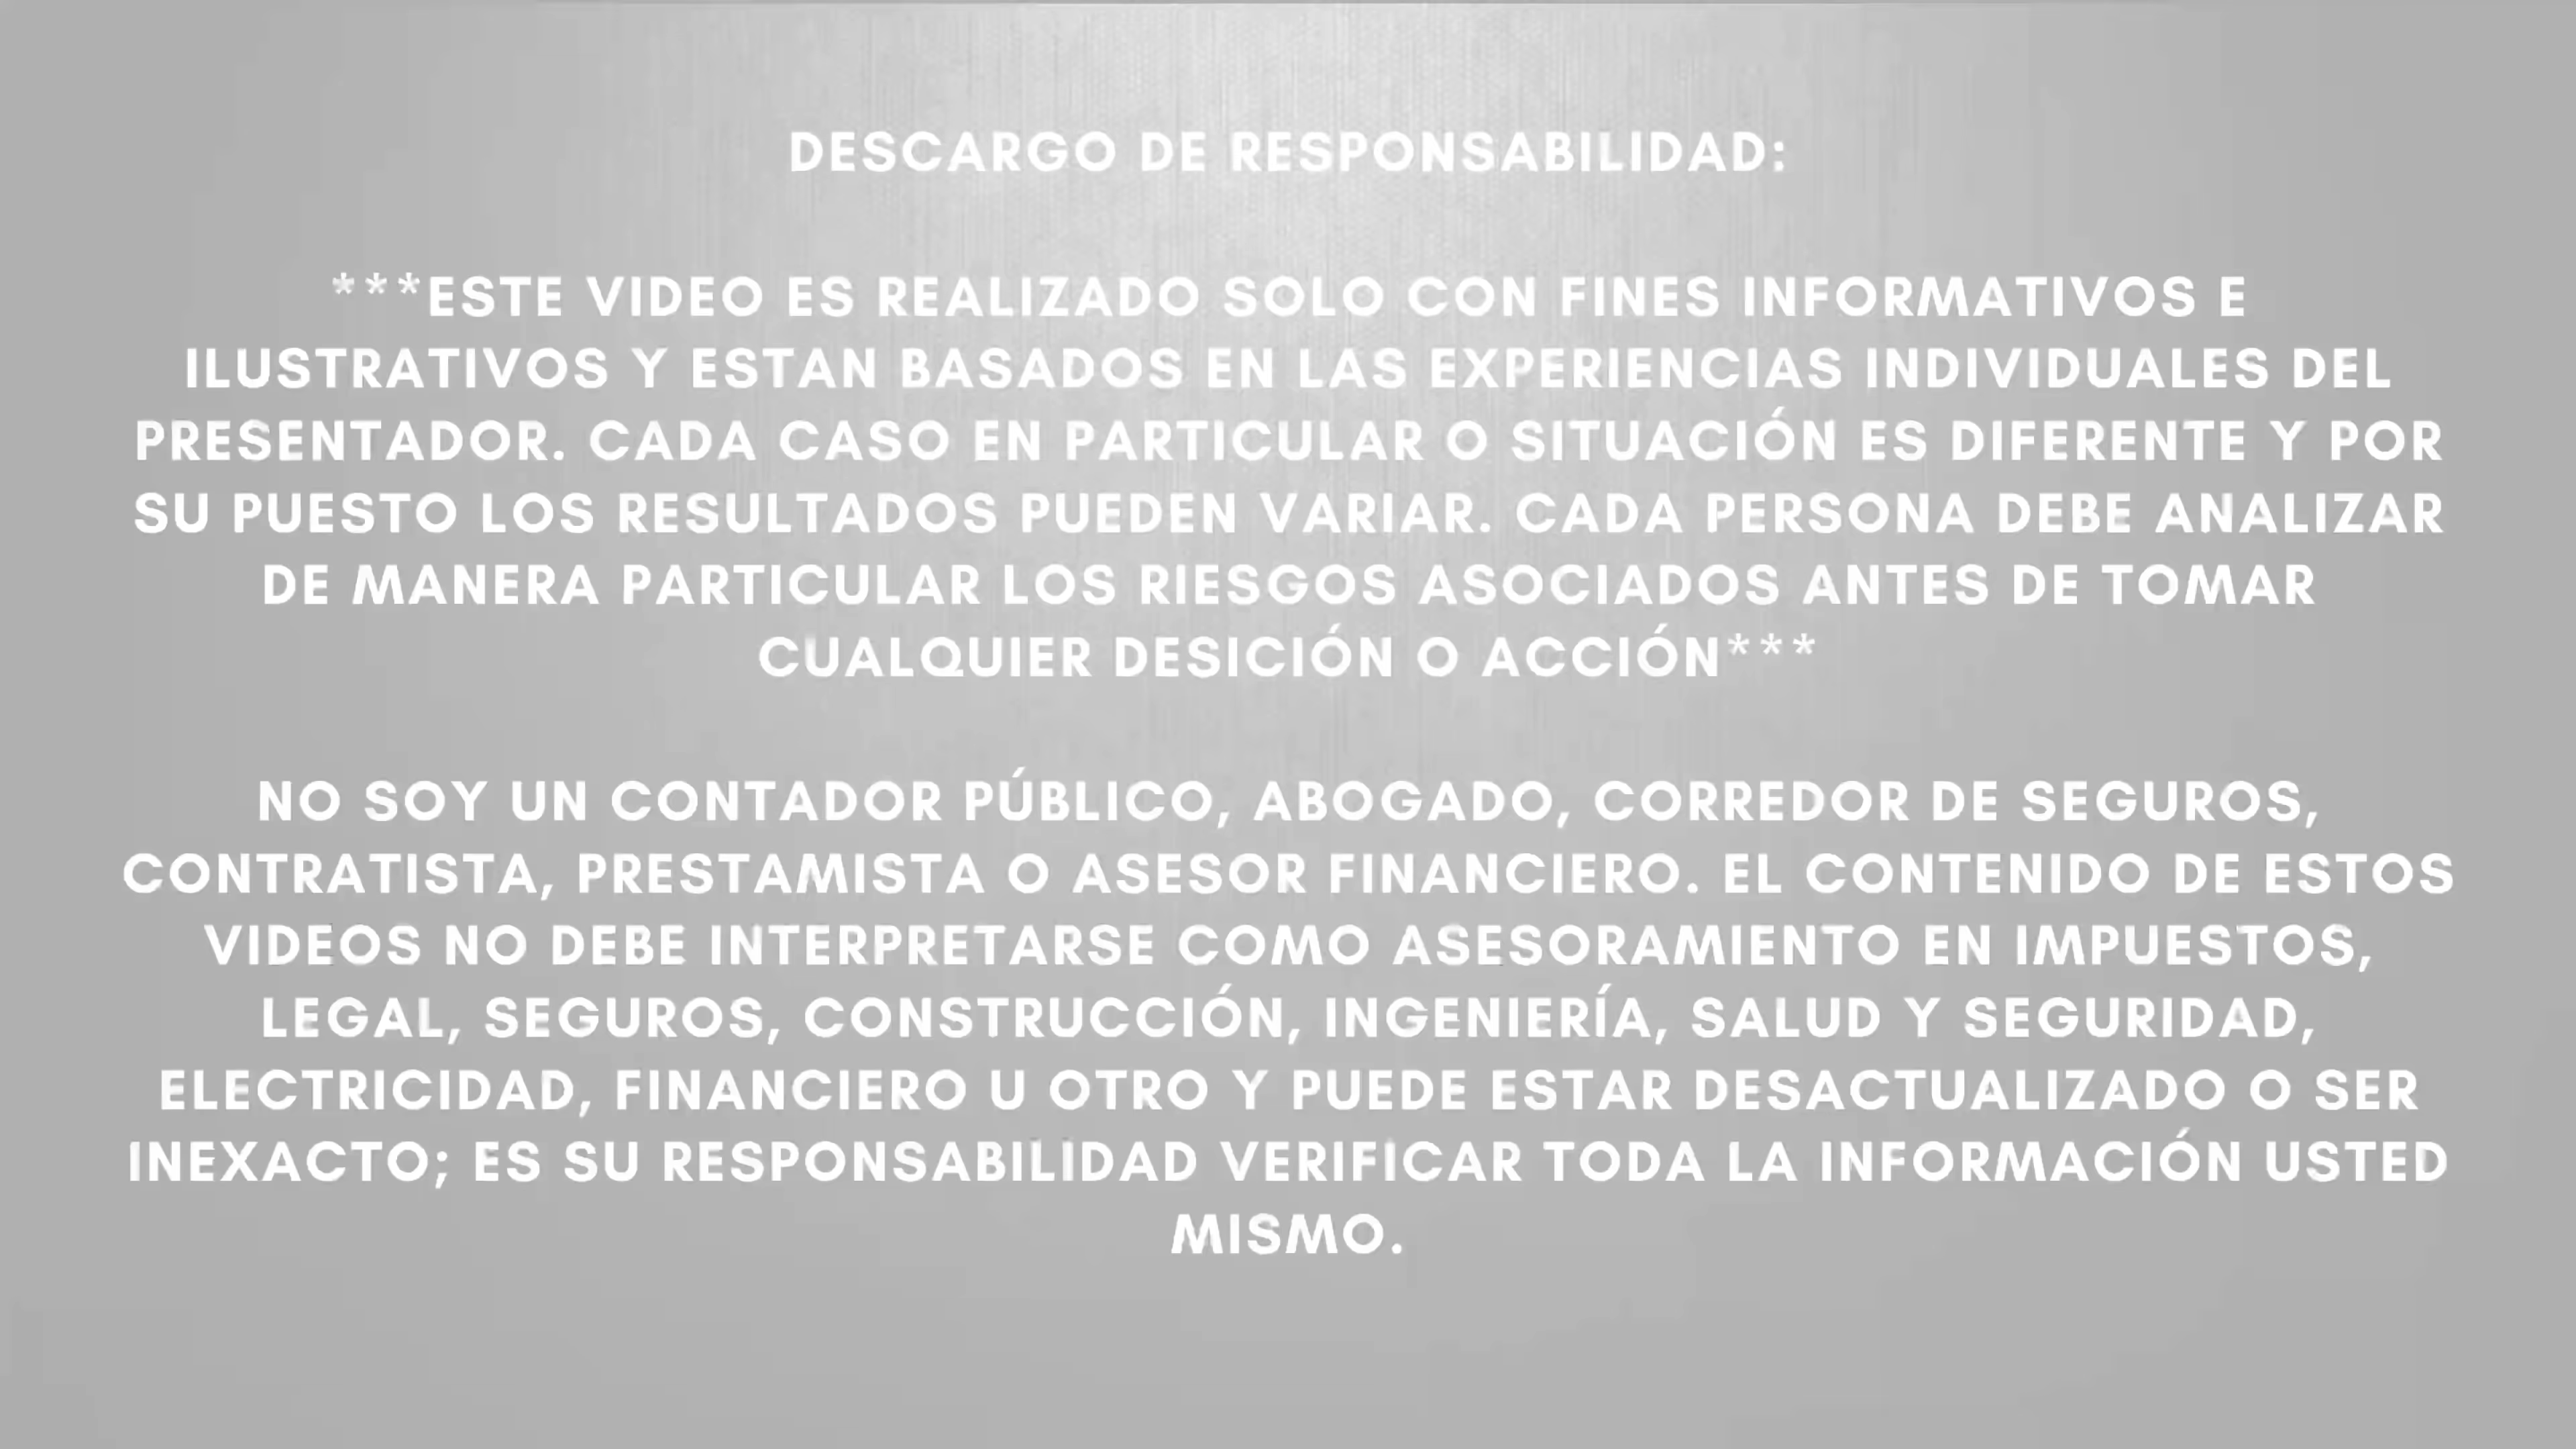 DESCARGO DE RESPONSABILIDAD:
***ESTE VIDEO ES REALIZADO SOLO CON FINES INFORMATIVOS E
ILUSTRATIVOS Y ESTAN BASADOS EN LAS EXPERIENCIAS INDIVIDUALES DEL
PRESENTADOR. CADA CASO EN PARTICULAR O SITUACIÓN ES DIFERENTE Y POR
SU PUESTO LOS RESULTADOS PUEDEN VARIAR. CADA PERSONA DEBE ANALIZAR
DE MANERA PARTICULAR LOS RIESGOS ASOCIADOS ANTES DE TOMAR
CUALQUIER DESICIÓN O ACCIÓN***
NO SOY UN CONTADOR PÚBLICO, ABOGADO, CORREDOR DE SEGUROS,
CONTRATISTA, PRESTAMISTA O ASESOR FINANCIERO. EL CONTENIDO DE ESTOS
VIDEOS NO DEBE INTERPRETARSE COMO ASESORAMIENTO EN IMPUESTOS,
LEGAL, SEGUROS, CONSTRUCCIÓN, INGENIERÍA, SALUD Y SEGURIDAD,
ELECTRICIDAD, FINANCIERO U OTRO Y PUEDE ESTAR DESACTUALIZADO O SER
INEXACTO; ES SU RESPONSABILIDAD VERIFICAR TODA LA INFORMACIÓN USTED
MISMO.